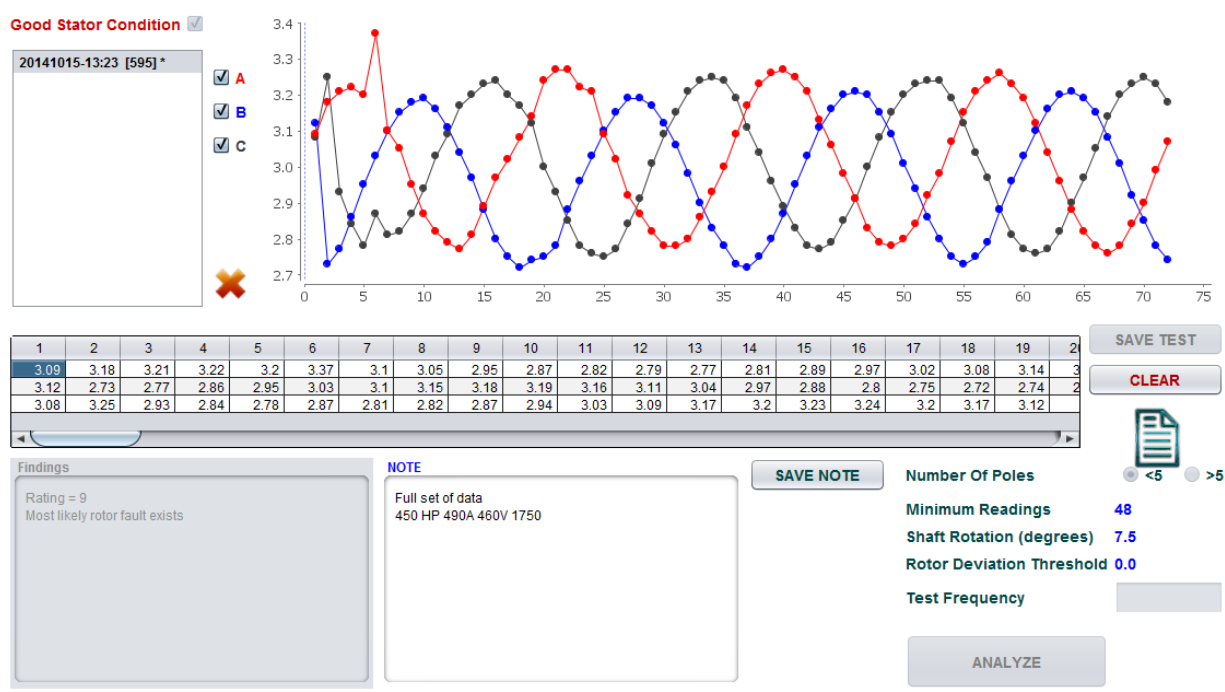 Good Stator Condition
20141015-13:23 [595] *
A
B
C
3.4
3.3
3.2
3.1
3.0
2.9
2.8
2.7
0 5 10 15 20 25 30 35 40 45 50 55 60 65 70 75
1 2 3 4 5 6 7 8 9 10 11 12 13 14 15 16 17 18 19
3.09 3.18 3.21 3.22 3.2 3.37 3.1 3.05 2.95 2.87 2.82 2.79 2.77 2.81 2.89 2.97 3.02 3.08 3.14
3.12 2.73 2.77 2.86 2.95 3.03 3.1 3.15 3.18 3.19 3.16 3.11 3.04 2.97 2.88 2.8 2.75 2.72 2.74
3.08 3.25 2.93 2.84 2.78 2.87 2.81 2.82 2.87 2.94 3.03 3.09 3.17 3.2 3.23 3.24 3.2 3.17 3.12
SAVE TEST
CLEAR
Findings
Rating = 9
Most likely rotor fault exists
NOTE
Full set of data
450 HP 490A 460V 1750
SAVE NOTE
Number Of Poles <5 >5
Minimum Readings 48
Shaft Rotation (degrees) 7.5
Rotor Deviation Threshold 0.0
Test Frequency
ANALYZE